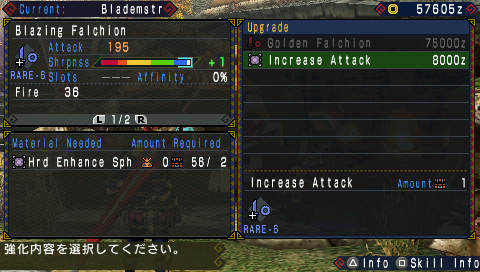 Current: Blademstr
57605z
Blazing Falchion
Attack 195
Shrpnss +1
RARE-6 Slots --- Affinity 0%
Fire 36
L 1/2 R
Material Needed Amount Required
Hrd Enhance Sph 0 56/ 2
Upgrade
Golden Falchion 75000z
Increase Attack 8000z
Increase Attack Amount 1
RARE-6
強化内容を選択してください。
Info Skill Info